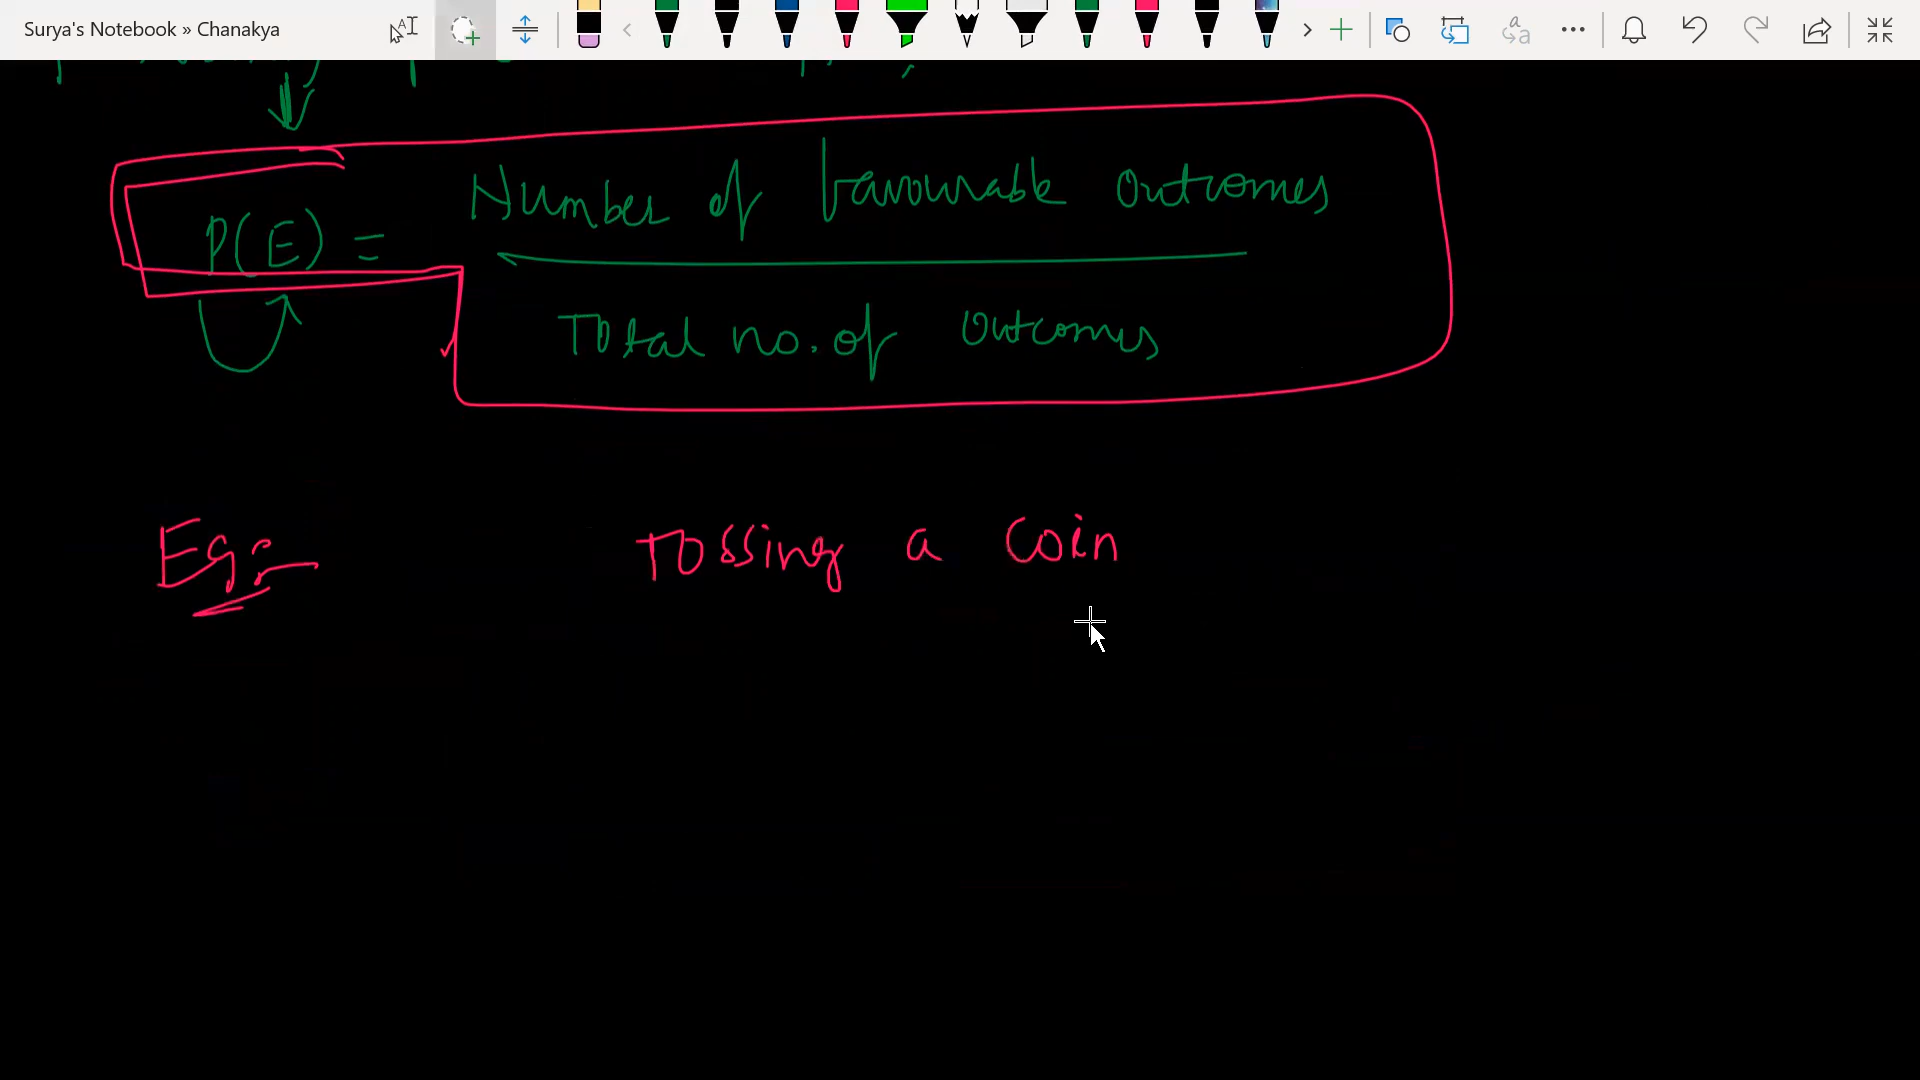 Surya's Notebook » Chanakya
P(E) = Number of favourable outcomes
Total no. of outcomes
Eg:-
Tossing a coin